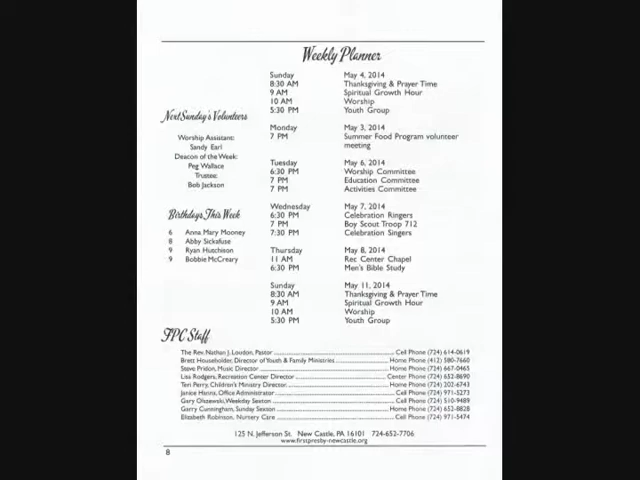 Weekly Planner
Sunday May 4, 2014
8:30 AM Thanksgiving & Prayer Time
9 AM Spiritual Growth Hour
10 AM Worship
5:30 PM Youth Group
Monday May 3, 2014
7 PM Summer Food Program volunteer
meeting
Tuesday May 6, 2014
6:30 PM Worship Committee
7 PM Education Committee
7 PM Activities Committee
Wednesday May 7, 2014
6:30 PM Celebration Ringers
7 PM Boy Scout Troop 712
7:30 PM Celebration Singers
Thursday May 8, 2014
11 AM Rec Center Chapel
6:30 PM Men's Bible Study
Sunday May 11, 2014
8:30 AM Thanksgiving & Prayer Time
9 AM Spiritual Growth Hour
10 AM Worship
5:30 PM Youth Group
Next Sunday's Volunteers
Worship Assistant:
Sandy Earl
Deacon of the Week:
Peg Wallace
Trustee:
Bob Jackson
Birthdays This Week
6 Anna Mary Mooney
8 Abby Sickafuse
9 Ryan Hutchison
9 Bobbie McCreary
FPC Staff
The Rev. Nathan J. Loudon, Pastor Cell Phone (724) 614-0619
Brett Householder, Director of Youth & Family Ministries Home Phone (412) 580-7660
Steve Pridon, Music Director Home Phone (724) 667-0465
Lisa Rodgers, Recreation Center Director Center Phone (724) 652-8690
Teri Perry, Children's Ministry Director Home Phone (724) 202-6743
Janice Hanna, Office Administrator Cell Phone (724) 971-5273
Gary Olszewski, Weekday Sexton Cell Phone (724) 510-9489
Garry Cunningham, Sunday Sexton Home Phone (724) 652-8828
Elizabeth Robinson, Nursery Care Cell Phone (724) 971-5474
125 N. Jefferson St. New Castle, PA 16101 724-652-7706
www.firstpresby-newcastle.org
8